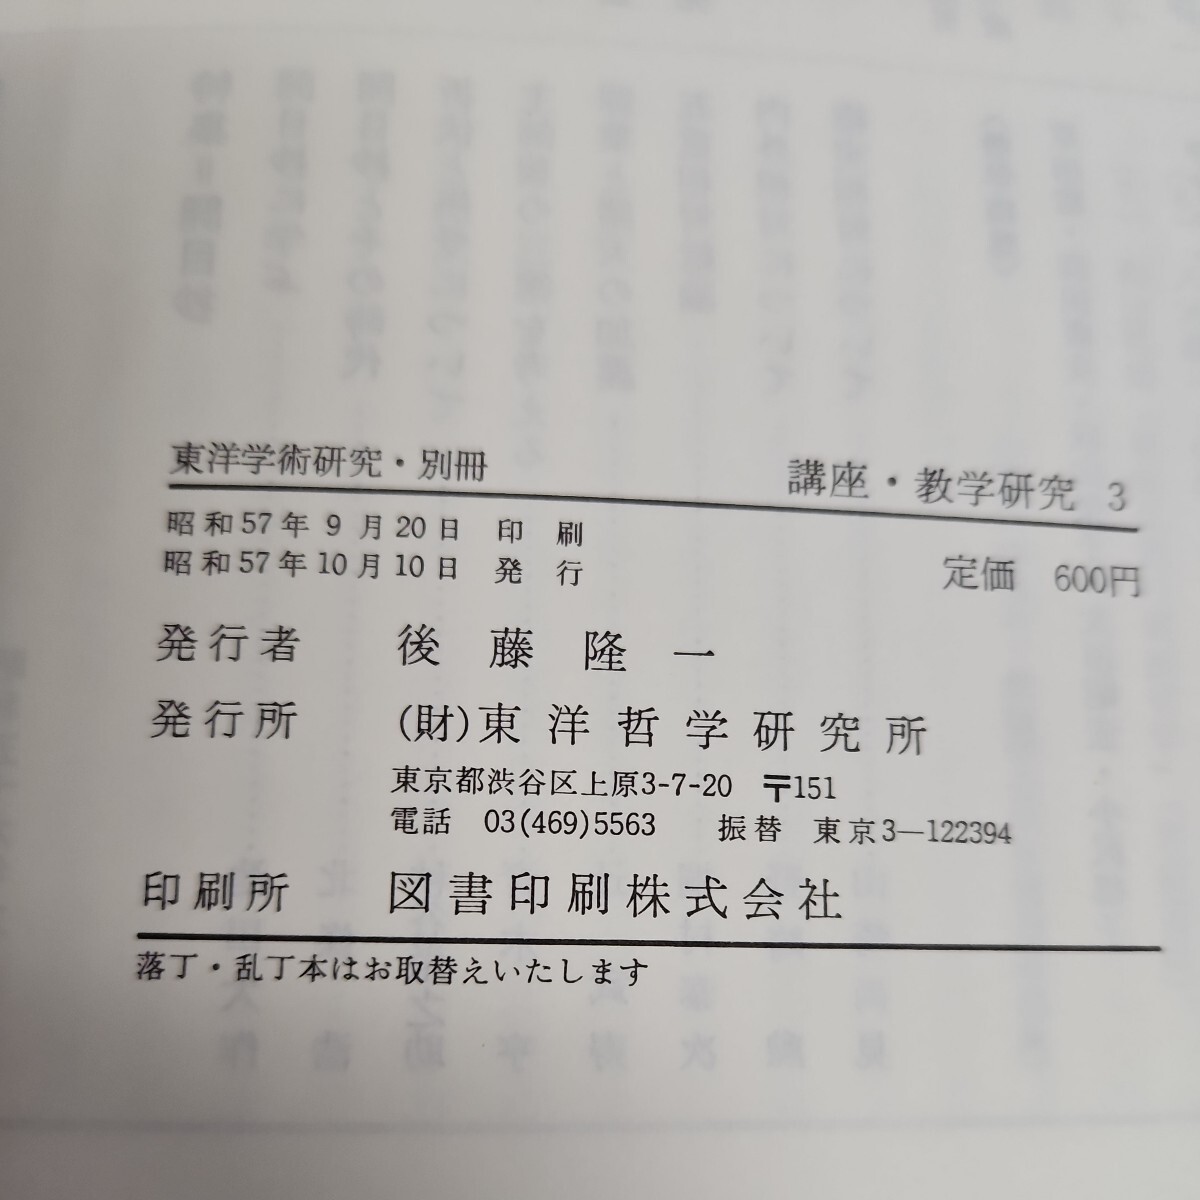 東洋学術研究・別冊　講座・教学研究 3
昭和57年 9 月20日　印　刷
昭和57年10月10日　発　行
定価　600円
発行者　後　藤　隆　一
発行所　(財)東洋哲学研究所
東京都渋谷区上原3-7-20　〒151
電話　03(469)5563　振替　東京3―122394
印刷所　図書印刷株式会社
落丁・乱丁本はお取替えいたします